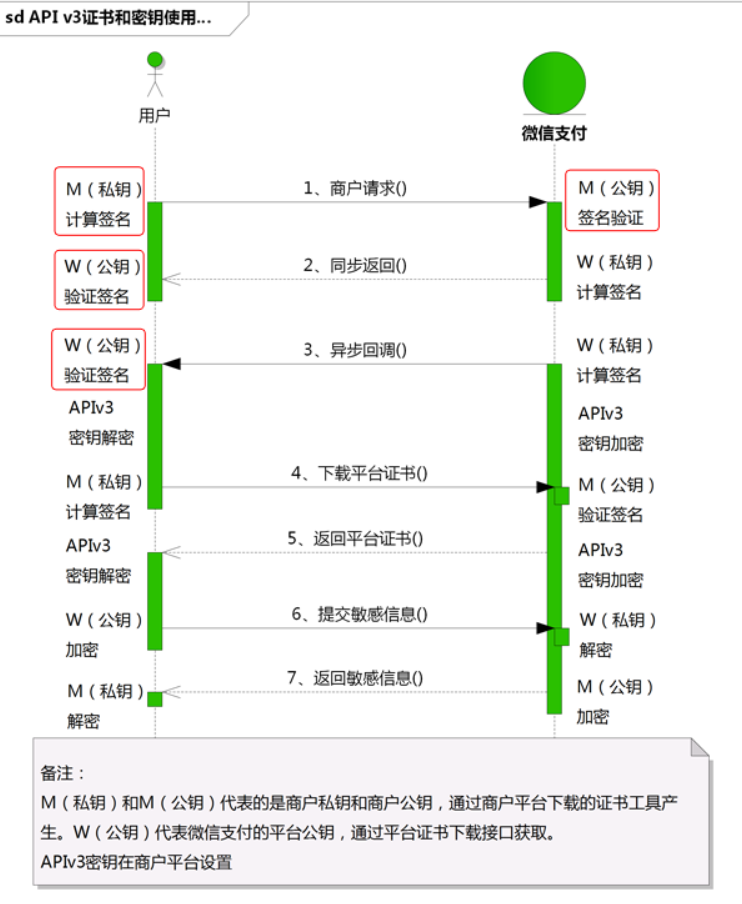 sd API v3证书和密钥使用...
用户
微信支付
M（私钥）
计算签名
1、商户请求()
M（公钥）
签名验证
W（公钥）
验证签名
2、同步返回()
W（私钥）
计算签名
W（公钥）
验证签名
3、异步回调()
W（私钥）
计算签名
APIv3
密钥解密
APIv3
密钥加密
M（私钥）
计算签名
4、下载平台证书()
M（公钥）
验证签名
APIv3
密钥解密
5、返回平台证书()
APIv3
密钥加密
W（公钥）
加密
6、提交敏感信息()
W（私钥）
解密
M（私钥）
解密
7、返回敏感信息()
M（公钥）
加密
备注：
M（私钥）和M（公钥）代表的是商户私钥和商户公钥，通过商户平台下载的证书工具产
生。W（公钥）代表微信支付的平台公钥，通过平台证书下载接口获取。
APIv3密钥在商户平台设置